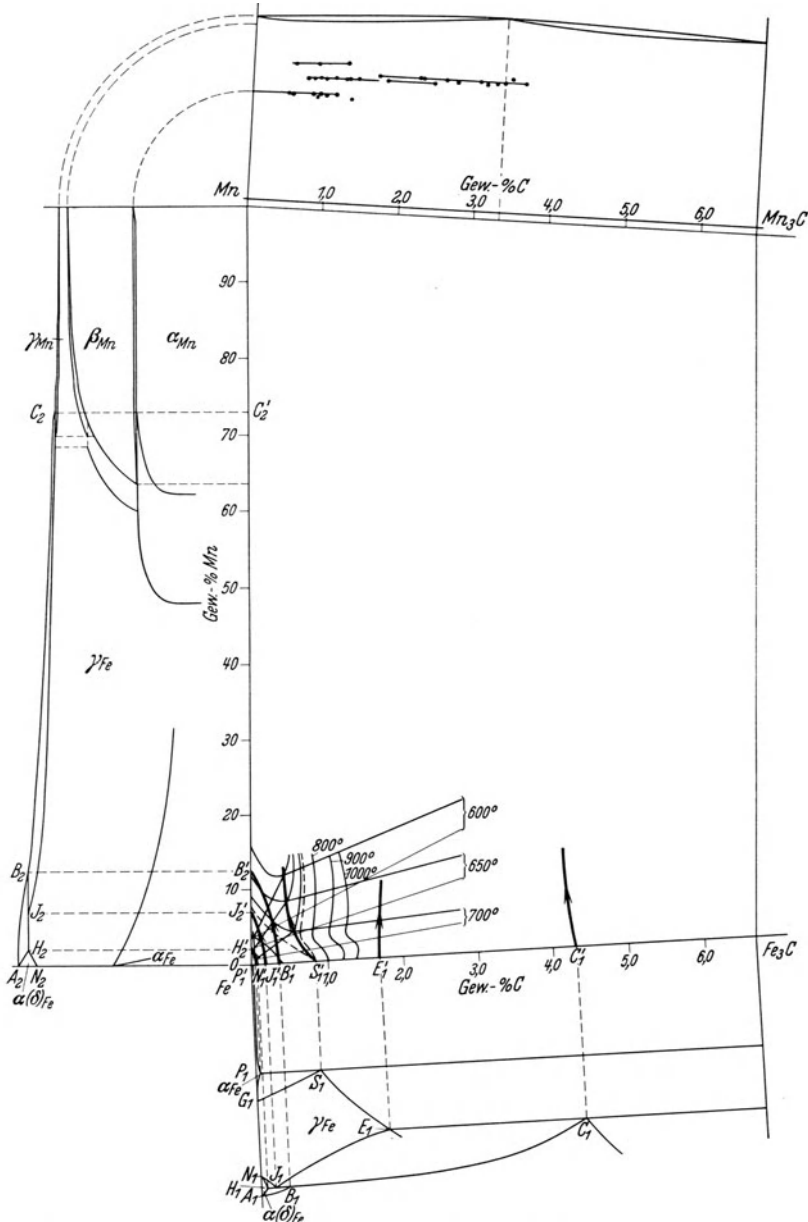 Mn
Gew.-%C
1,0
2,0
3,0
4,0
5,0
6,0
Mn₃C
90
γMn
βMn
αMn
80
C₂
C₂'
70
60
Gew.-% Mn
50
γFe
40
30
20
800°
900°
1000°
600°
650°
700°
B₂
B₂'
10
J₂
J₂'
H₂
H₂'
αFe
0
A₂
N₂
α(δ)Fe
Fe
P₁'
N₁'
J₁'
B₁'
S₁'
1,0
E₁'
2,0
Gew.-%C
3,0
4,0
C₁'
5,0
6,0
Fe₃C
P₁
αFe
G₁
S₁
γFe
E₁
C₁
N₁
J₁
H₁
A₁
B₁
α(δ)Fe